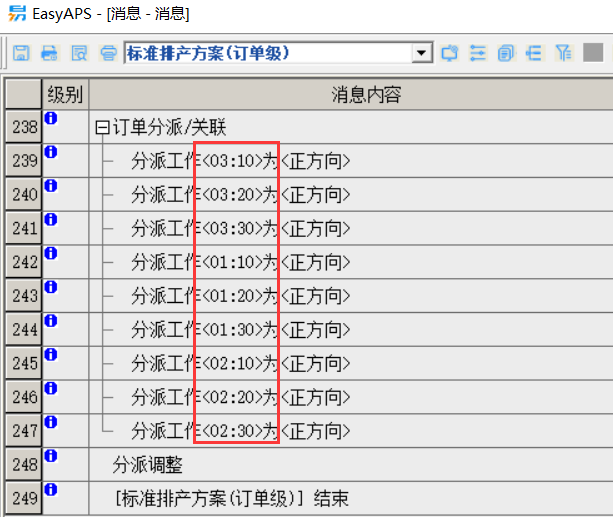 EasyAPS - [消息 - 消息]
标准排产方案(订单级)
级别 消息内容
238 订单分派/关联
239 分派工作<03:10>为<正方向>
240 分派工作<03:20>为<正方向>
241 分派工作<03:30>为<正方向>
242 分派工作<01:10>为<正方向>
243 分派工作<01:20>为<正方向>
244 分派工作<01:30>为<正方向>
245 分派工作<02:10>为<正方向>
246 分派工作<02:20>为<正方向>
247 分派工作<02:30>为<正方向>
248 分派调整
249 [标准排产方案(订单级)] 结束